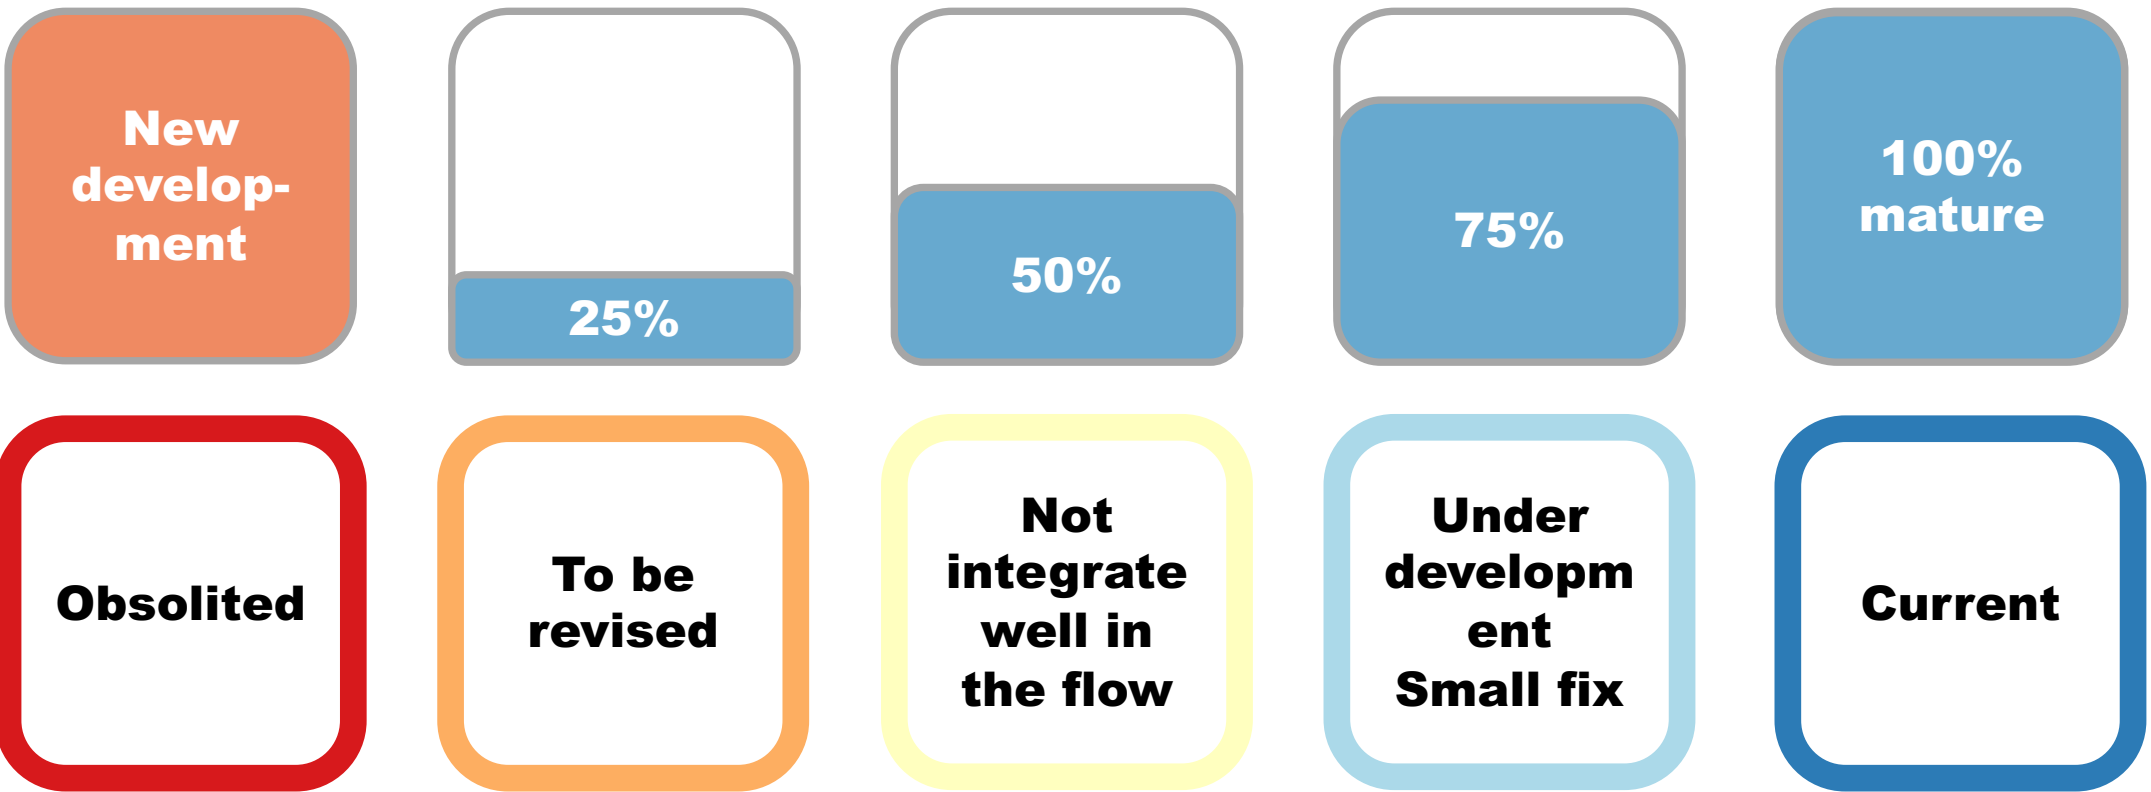 New
develop-
ment
25%
50%
75%
100%
mature
Obsolited
To be
revised
Not
integrate
well in
the flow
Under
developm
ent
Small fix
Current